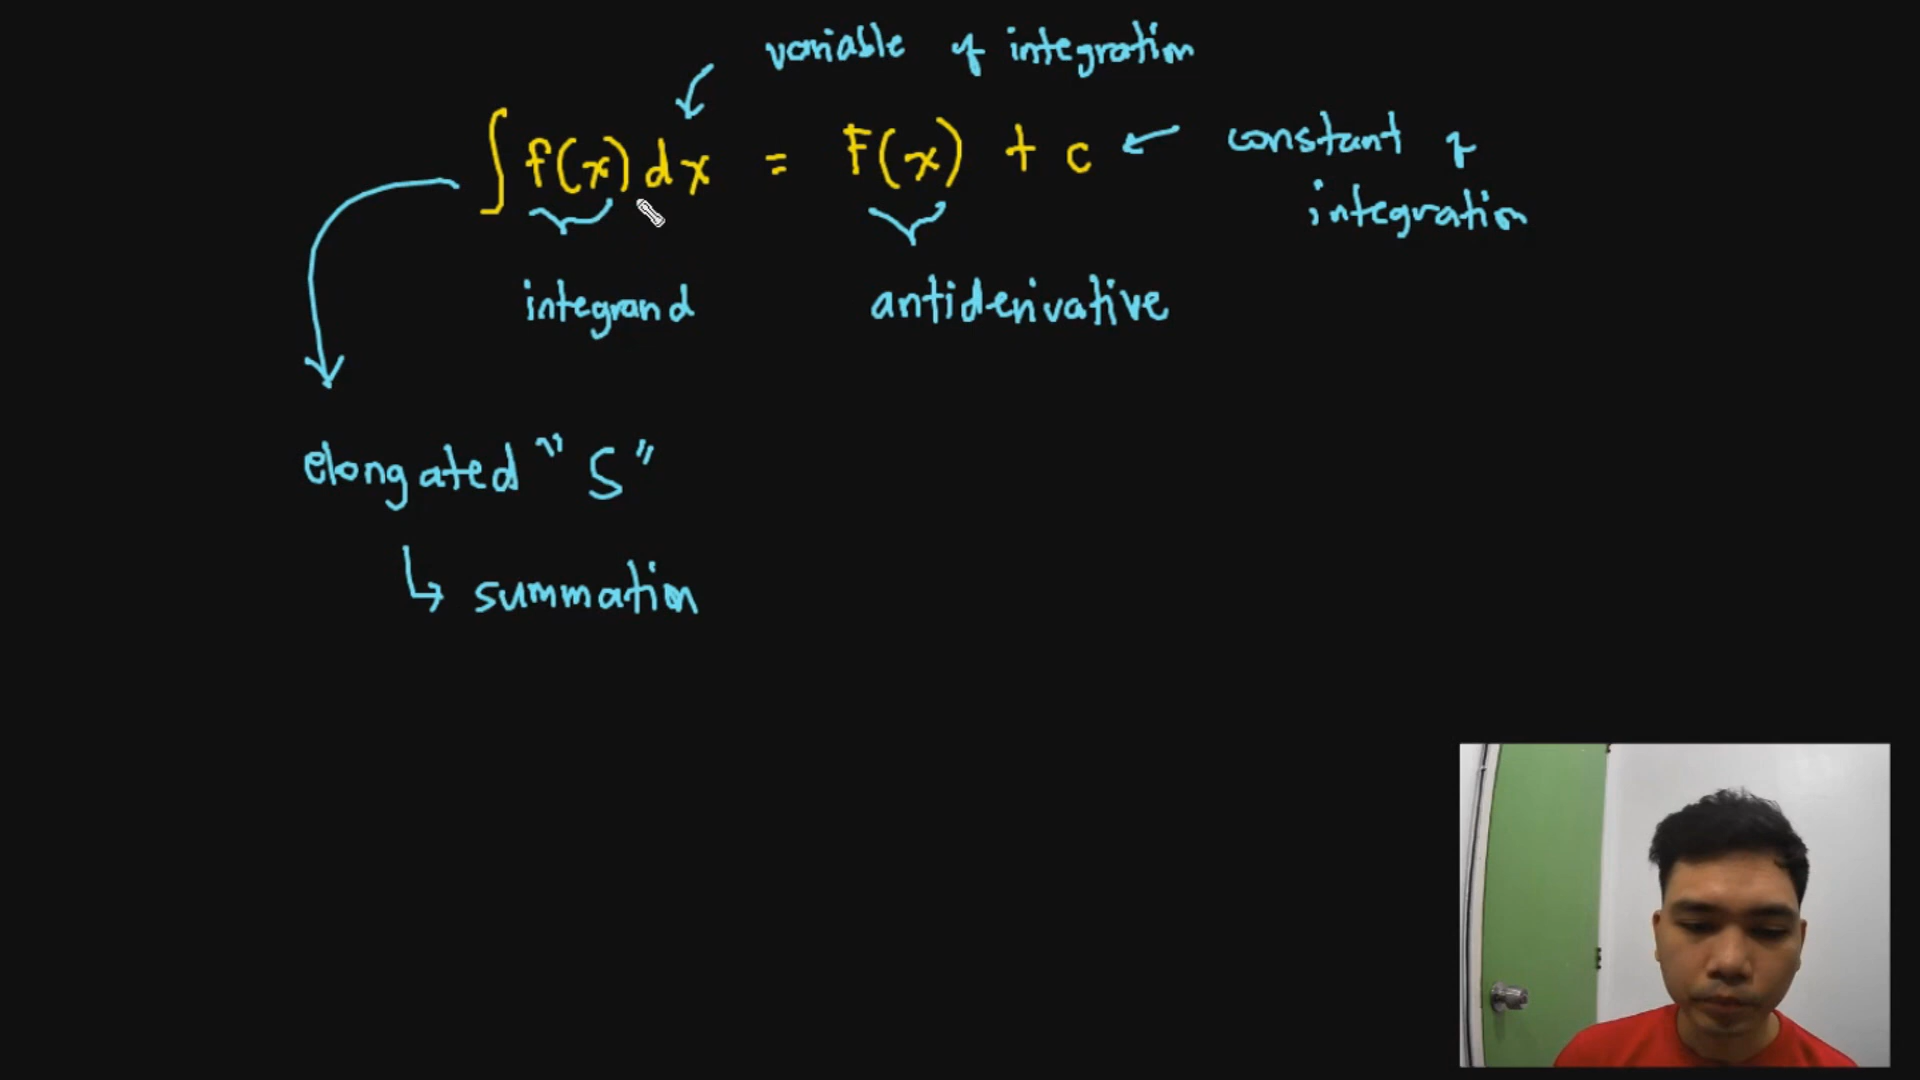 variable of integration
∫ f(x) dx = F(x) + c
constant of
integration
integrand
antiderivative
elongated "S"
↳ summation